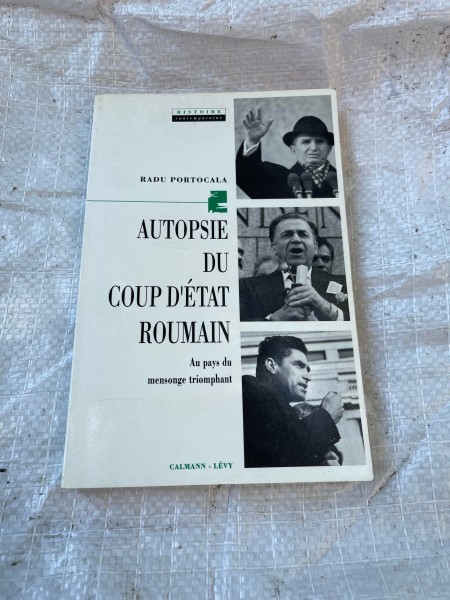 HISTOIRE
contemporaine
RADU PORTOCALA
AUTOPSIE
DU
COUP D'ÉTAT
ROUMAIN
Au pays du
mensonge triomphant
CALMANN - LÉVY